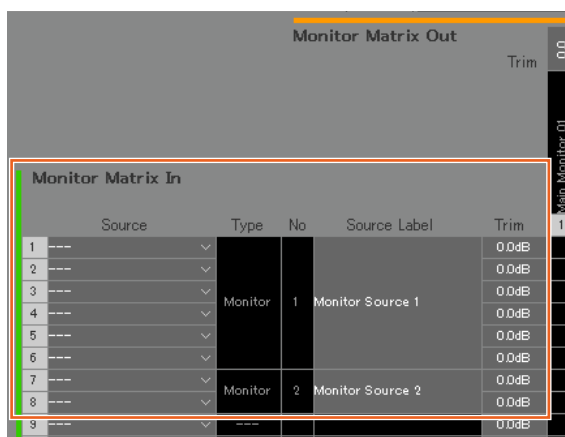 Monitor Matrix Out
Trim
0.0
Main Monitor 01
Monitor Matrix In
Source Type No Source Label Trim 1
1 --- 0.0dB
2 --- 0.0dB
3 --- 0.0dB
Monitor 1 Monitor Source 1
4 --- 0.0dB
5 --- 0.0dB
6 --- 0.0dB
7 --- 0.0dB
Monitor 2 Monitor Source 2
8 --- 0.0dB
9 --- --- 0.0dB